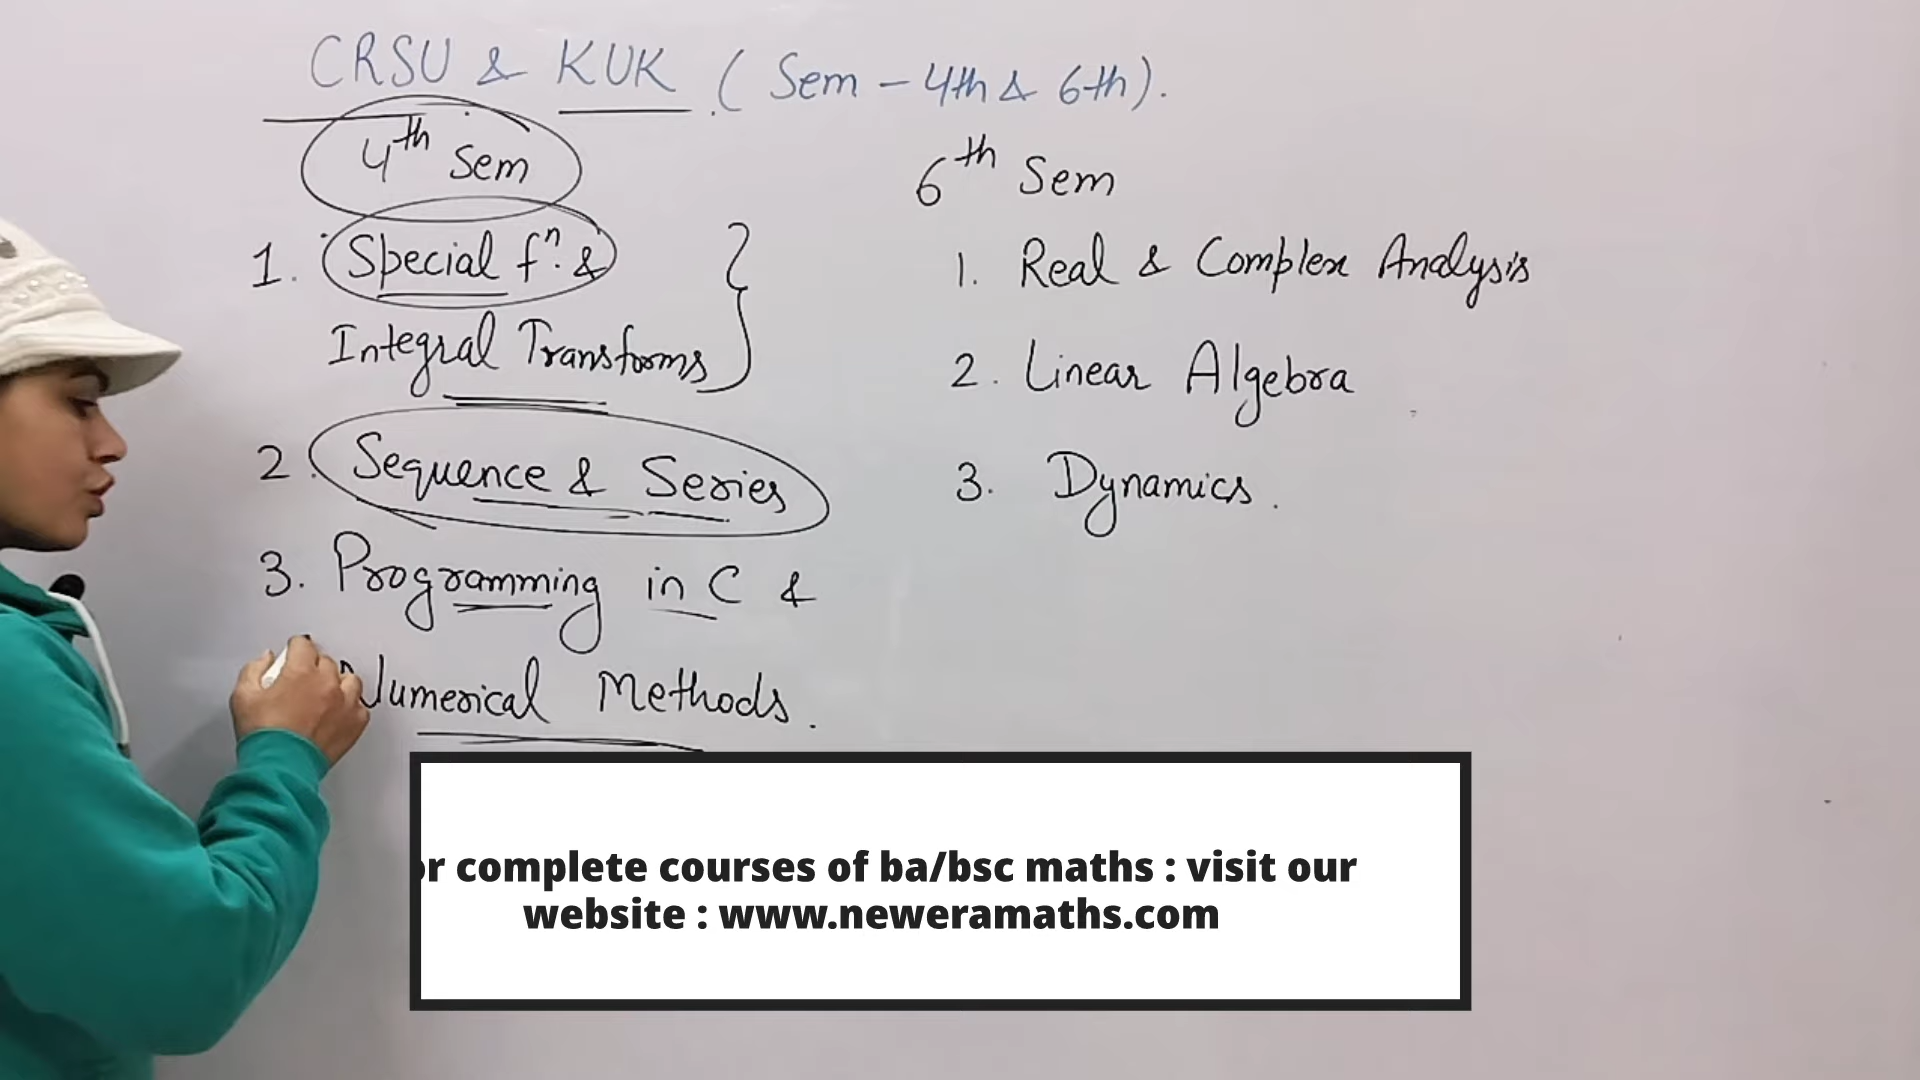 CRSU & KUK (Sem - 4th & 6th).
4th Sem
1. Special fn. &
Integral Transforms
2. Sequence & Series
3. Programming in C &
Numerical Methods.
6th Sem
1. Real & Complex Analysis
2. Linear Algebra
3. Dynamics.
r complete courses of ba/bsc maths : visit our
website : www.neweramaths.com